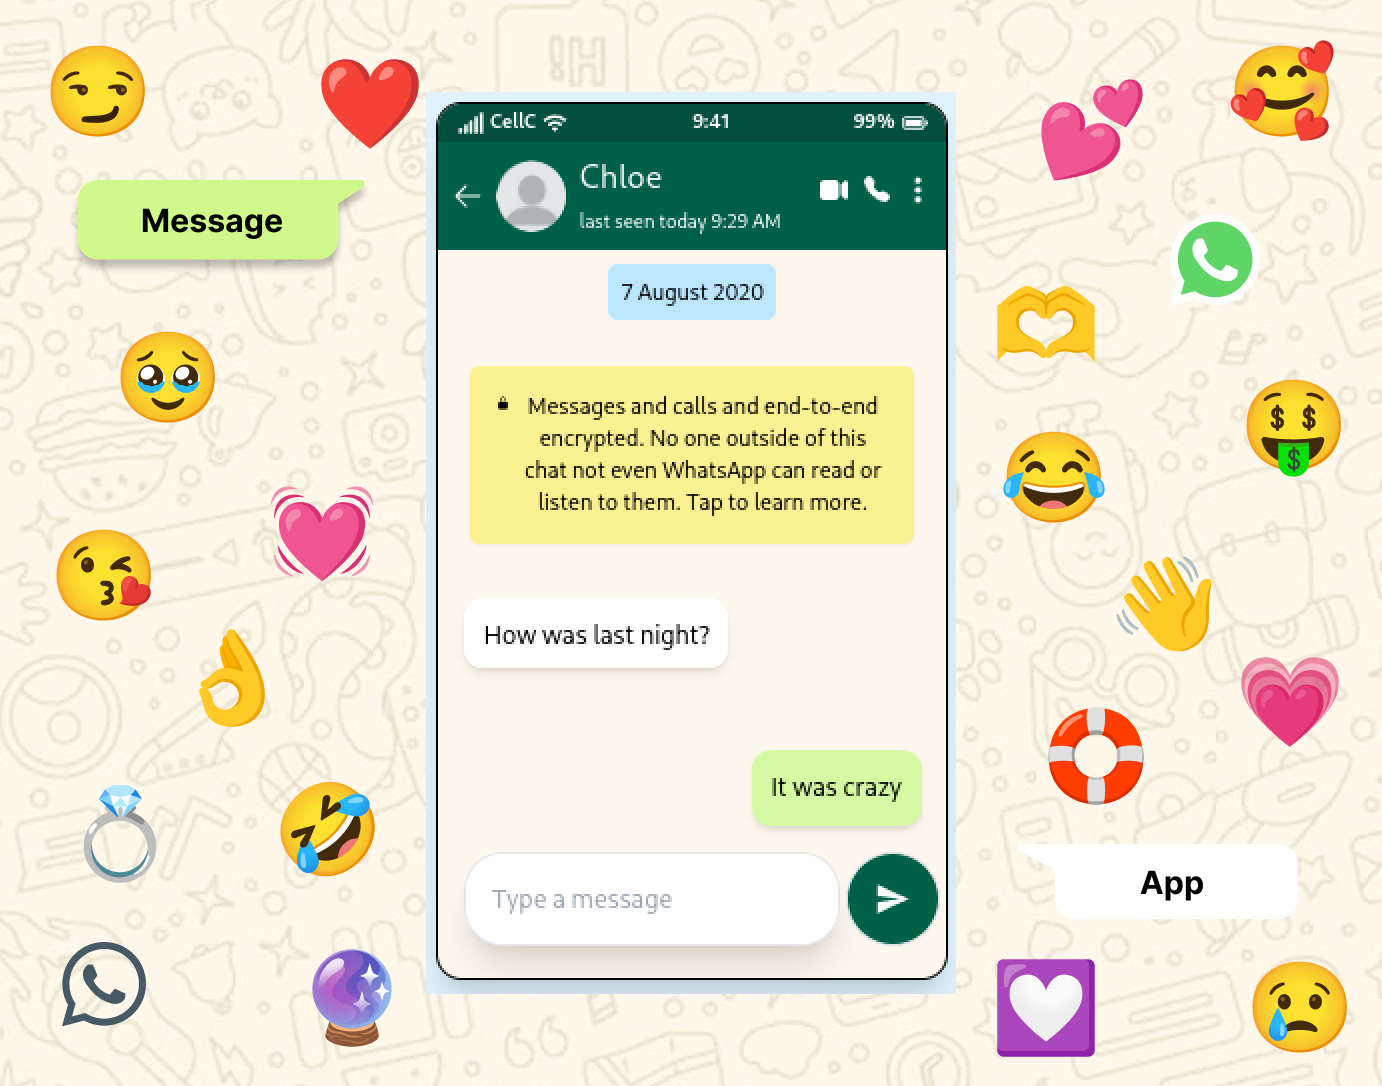 Message
CellC
9:41
99%
Chloe
last seen today 9:29 AM
7 August 2020
Messages and calls and end-to-end
encrypted. No one outside of this
chat not even WhatsApp can read or
listen to them. Tap to learn more.
How was last night?
It was crazy
Type a message
App